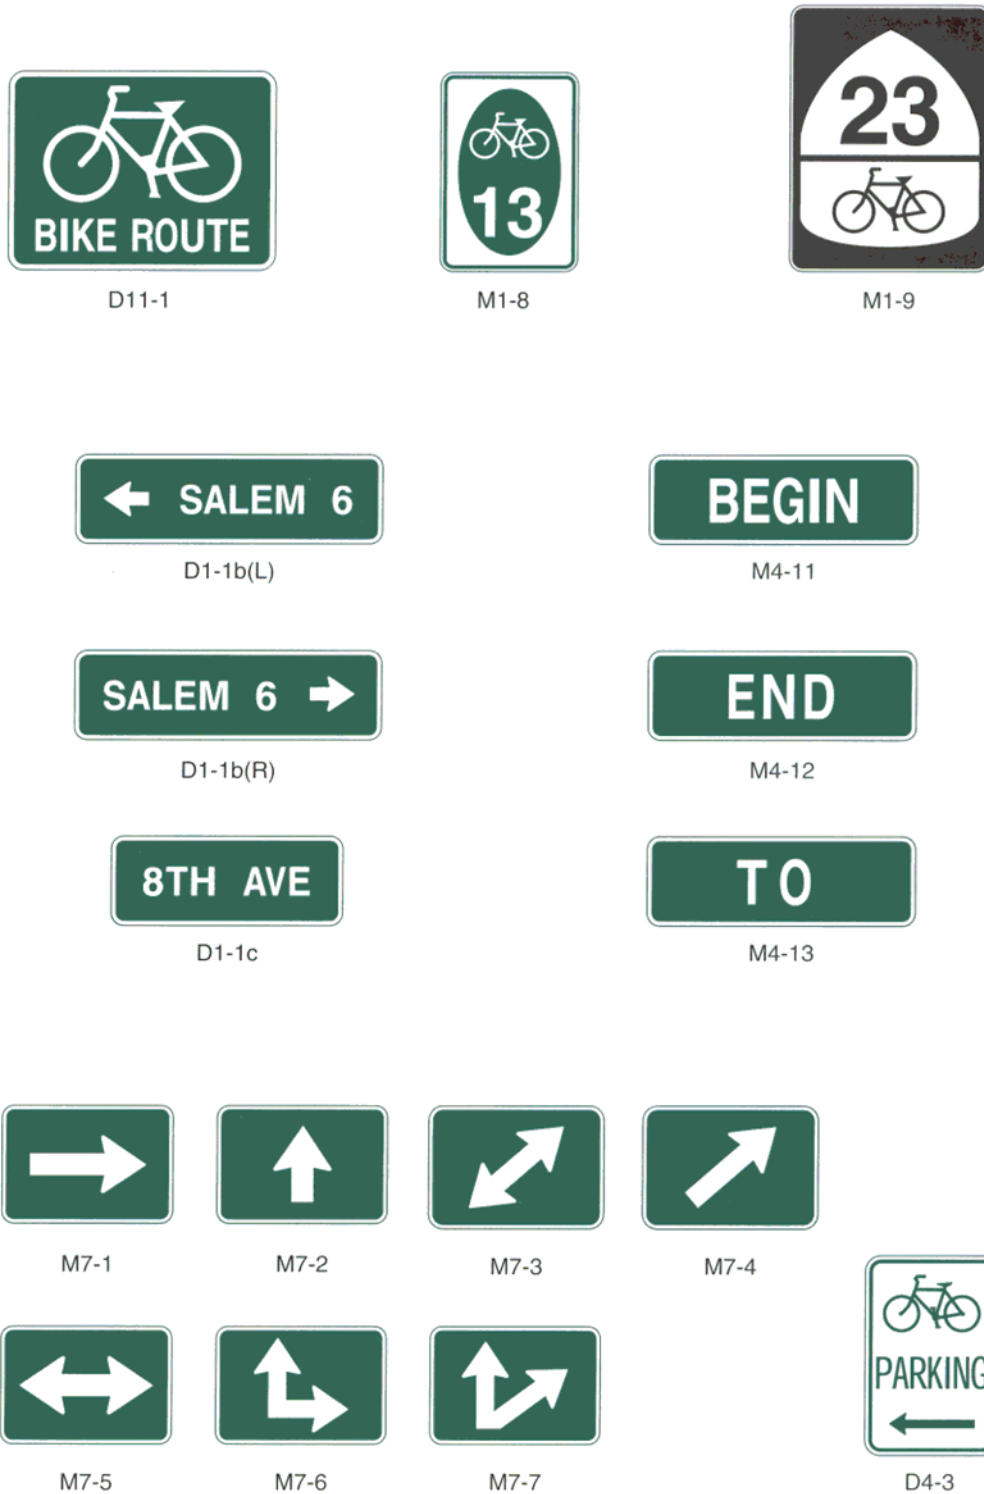 23
13
BIKE ROUTE
D11-1
M1-8
M1-9
SALEM 6
BEGIN
D1-1b(L)
M4-11
SALEM 6
END
D1-1b(R)
M4-12
8TH AVE
TO
D1-1c
M4-13
M7-1
M7-2
M7-3
M7-4
PARKING
M7-5
M7-6
M7-7
D4-3